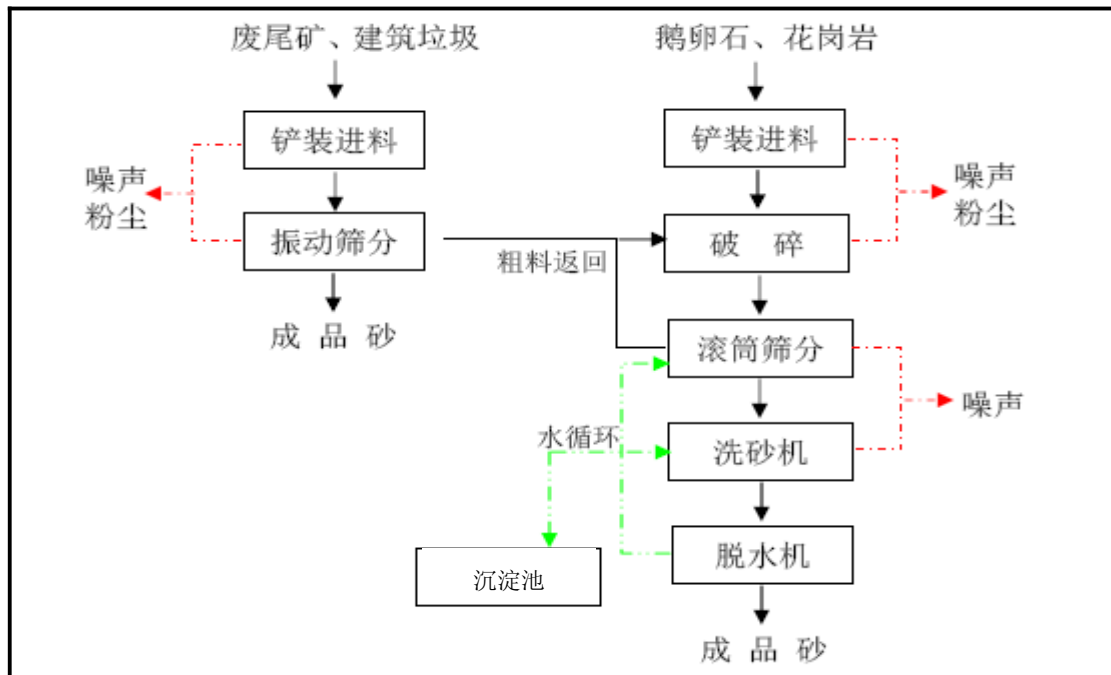 废尾矿、建筑垃圾
鹅卵石、花岗岩
铲装进料
铲装进料
噪声
粉尘
噪声
粉尘
振动筛分
破 碎
粗料返回
成 品 砂
滚筒筛分
噪声
水循环
洗砂机
脱水机
沉淀池
成 品 砂